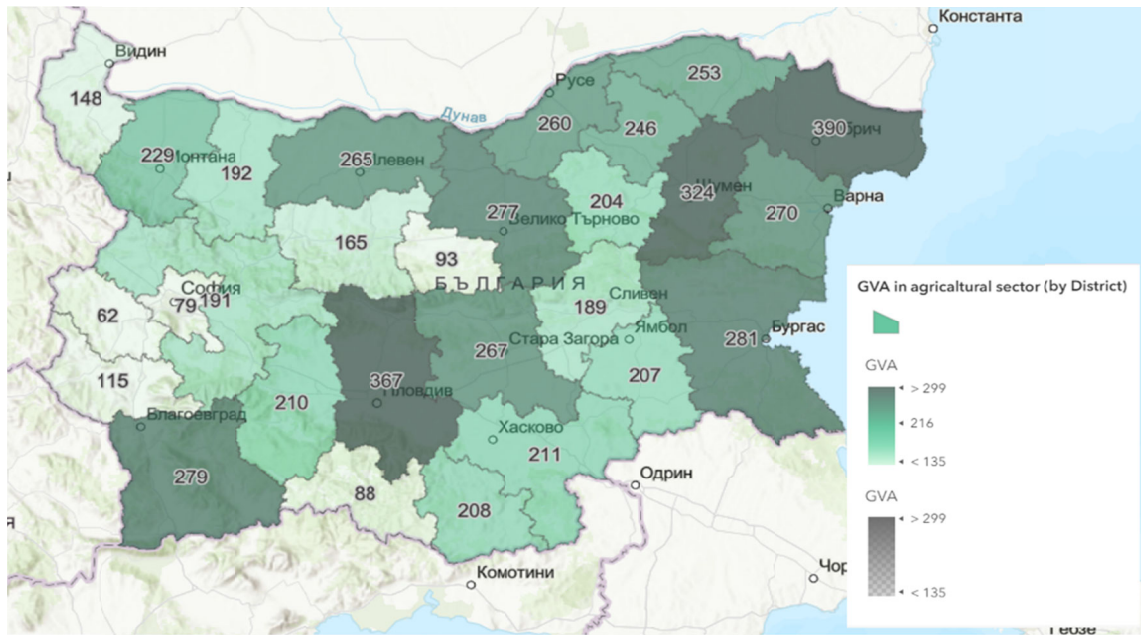 Константа
Видин
253
Русе
148
Дунав
260
246
390
брич
229
Монтана
265
Плевен
192
324
Шумен
204
Варна
277
270
Велико Търново
165
93
БЪЛГАРИЯ
София
Сливен
62
79
191
189
Ямбол
Бургас
Стара Загора
281
267
115
207
367
Пловдив
210
Благоевград
Хасково
211
279
Одрин
88
208
Комотини
Чор
Гебзе
GVA in agricaltural sector (by District)
GVA
> 299
216
< 135
GVA
> 299
< 135